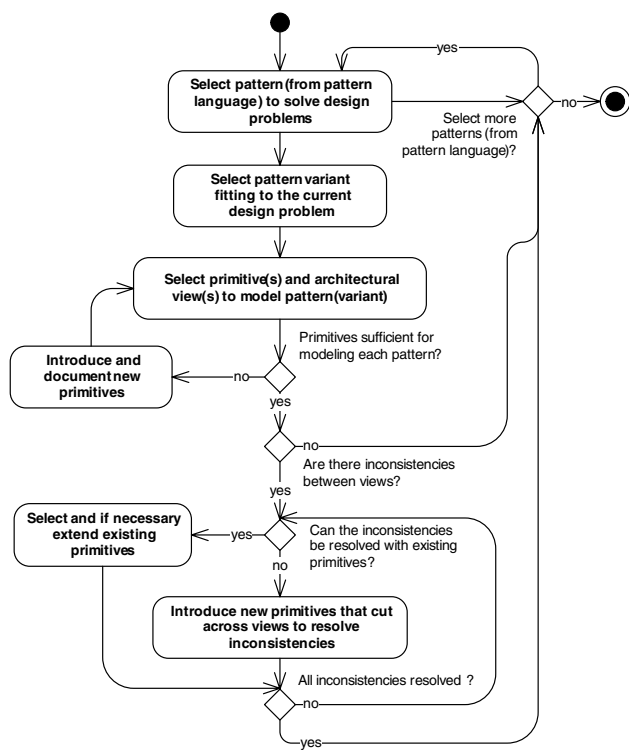 yes
Select pattern (from pattern
language) to solve design
problems
no
Select more
patterns (from
pattern language)?
Select pattern variant
fitting to the current
design problem
Select primitive(s) and architectural
view(s) to model pattern (variant)
Primitives sufficient for
modeling each pattern?
Introduce and
document new
primitives
no
yes
no
Are there inconsistencies
between views?
yes
Select and if necessary
extend existing
primitives
yes
Can the inconsistencies
be resolved with existing
primitives?
no
Introduce new primitives that cut
across views to resolve
inconsistencies
All inconsistencies resolved ?
no
yes